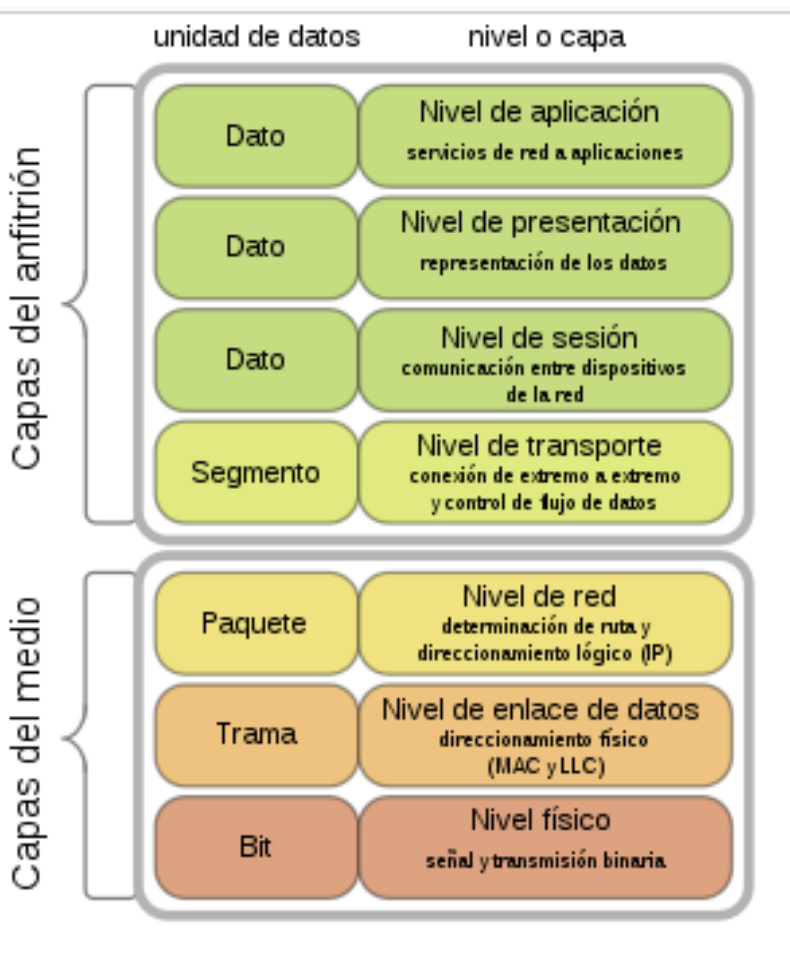 unidad de datos
nivel o capa
Capas del anfitrión
Dato
Nivel de aplicación
servicios de red a aplicaciones
Dato
Nivel de presentación
representación de los datos
Dato
Nivel de sesión
comunicación entre dispositivos
de la red
Segmento
Nivel de transporte
conexión de extremo a extremo
y control de flujo de datos
Capas del medio
Paquete
Nivel de red
determinación de ruta y
direccionamiento lógico (IP)
Trama
Nivel de enlace de datos
direccionamiento físico
(MAC y LLC)
Bit
Nivel físico
señal y transmisión binaria